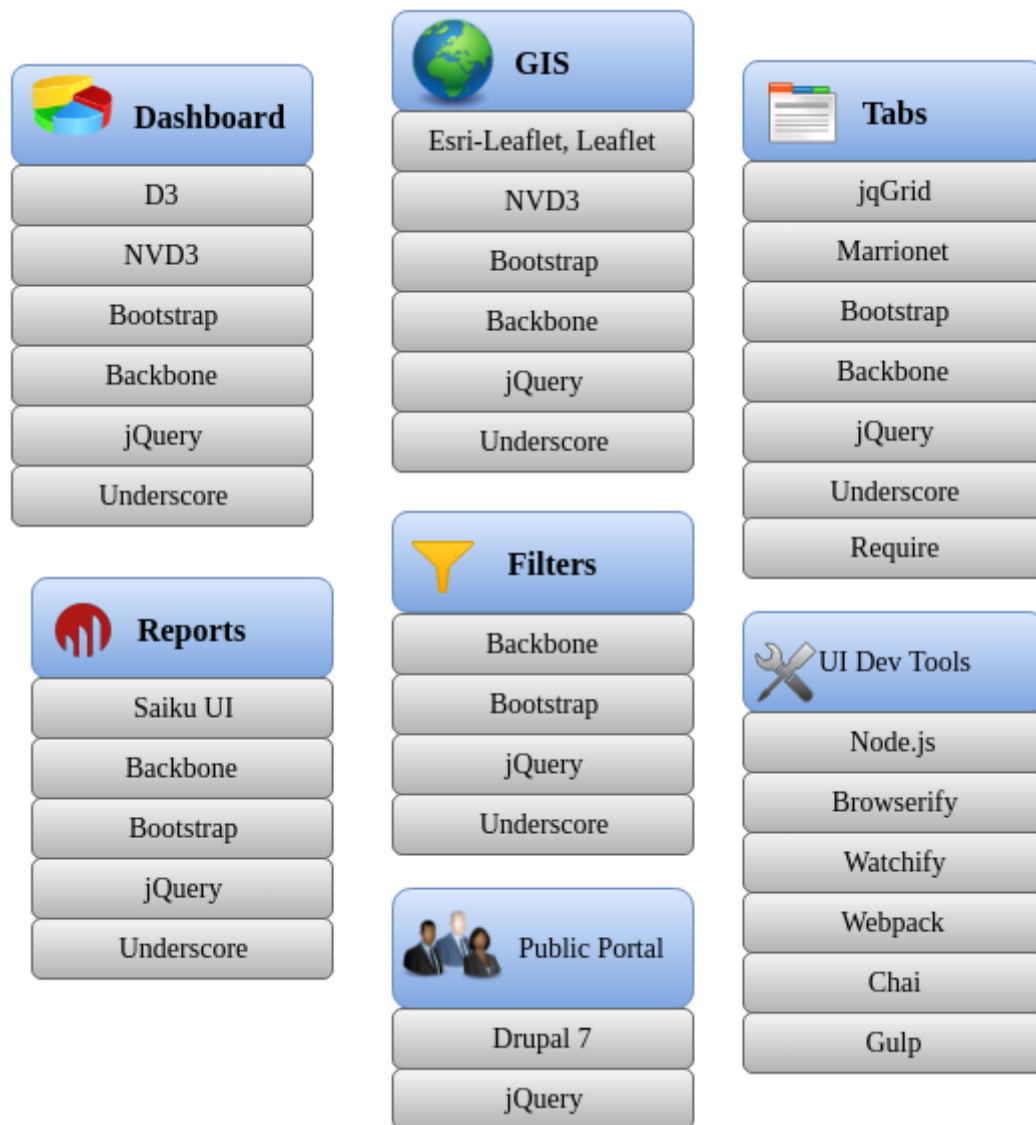 Dashboard
D3
NVD3
Bootstrap
Backbone
jQuery
Underscore
GIS
Esri-Leaflet, Leaflet
NVD3
Bootstrap
Backbone
jQuery
Underscore
Tabs
jqGrid
Marrionet
Bootstrap
Backbone
jQuery
Underscore
Require
Reports
Saiku UI
Backbone
Bootstrap
jQuery
Underscore
Filters
Backbone
Bootstrap
jQuery
Underscore
UI Dev Tools
Node.js
Browserify
Watchify
Webpack
Chai
Gulp
Public Portal
Drupal 7
jQuery